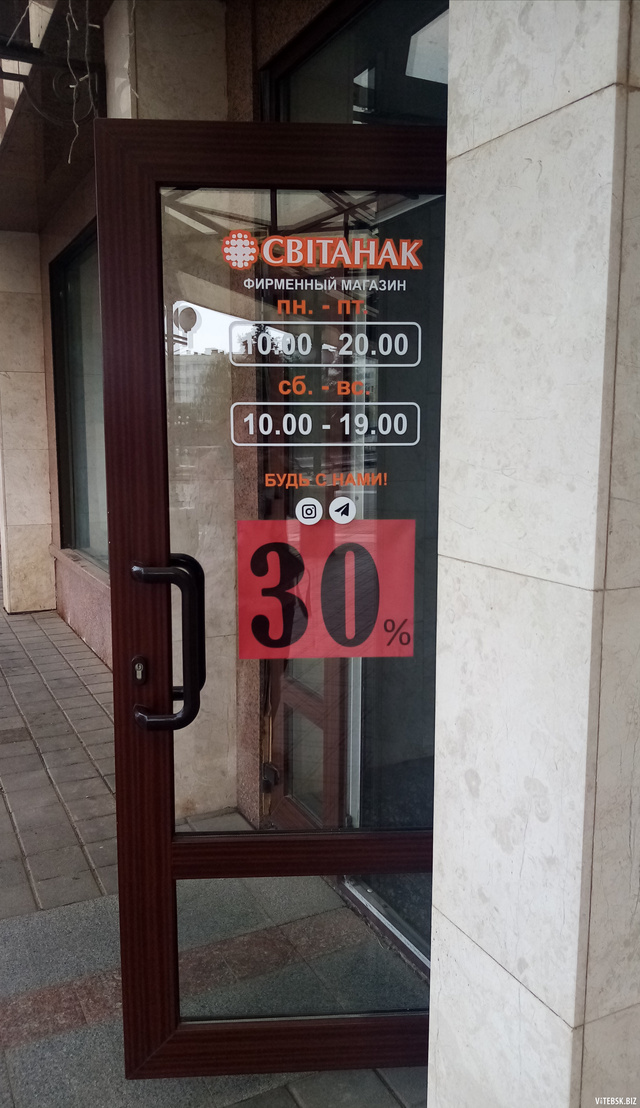 СВІТАНАК
ФИРМЕННЫЙ МАГАЗИН
пн. - пт.
10.00 - 20.00
сб. - вс.
10.00 - 19.00
БУДЬ С НАМИ!
30%
ViTEBSK.BIZ